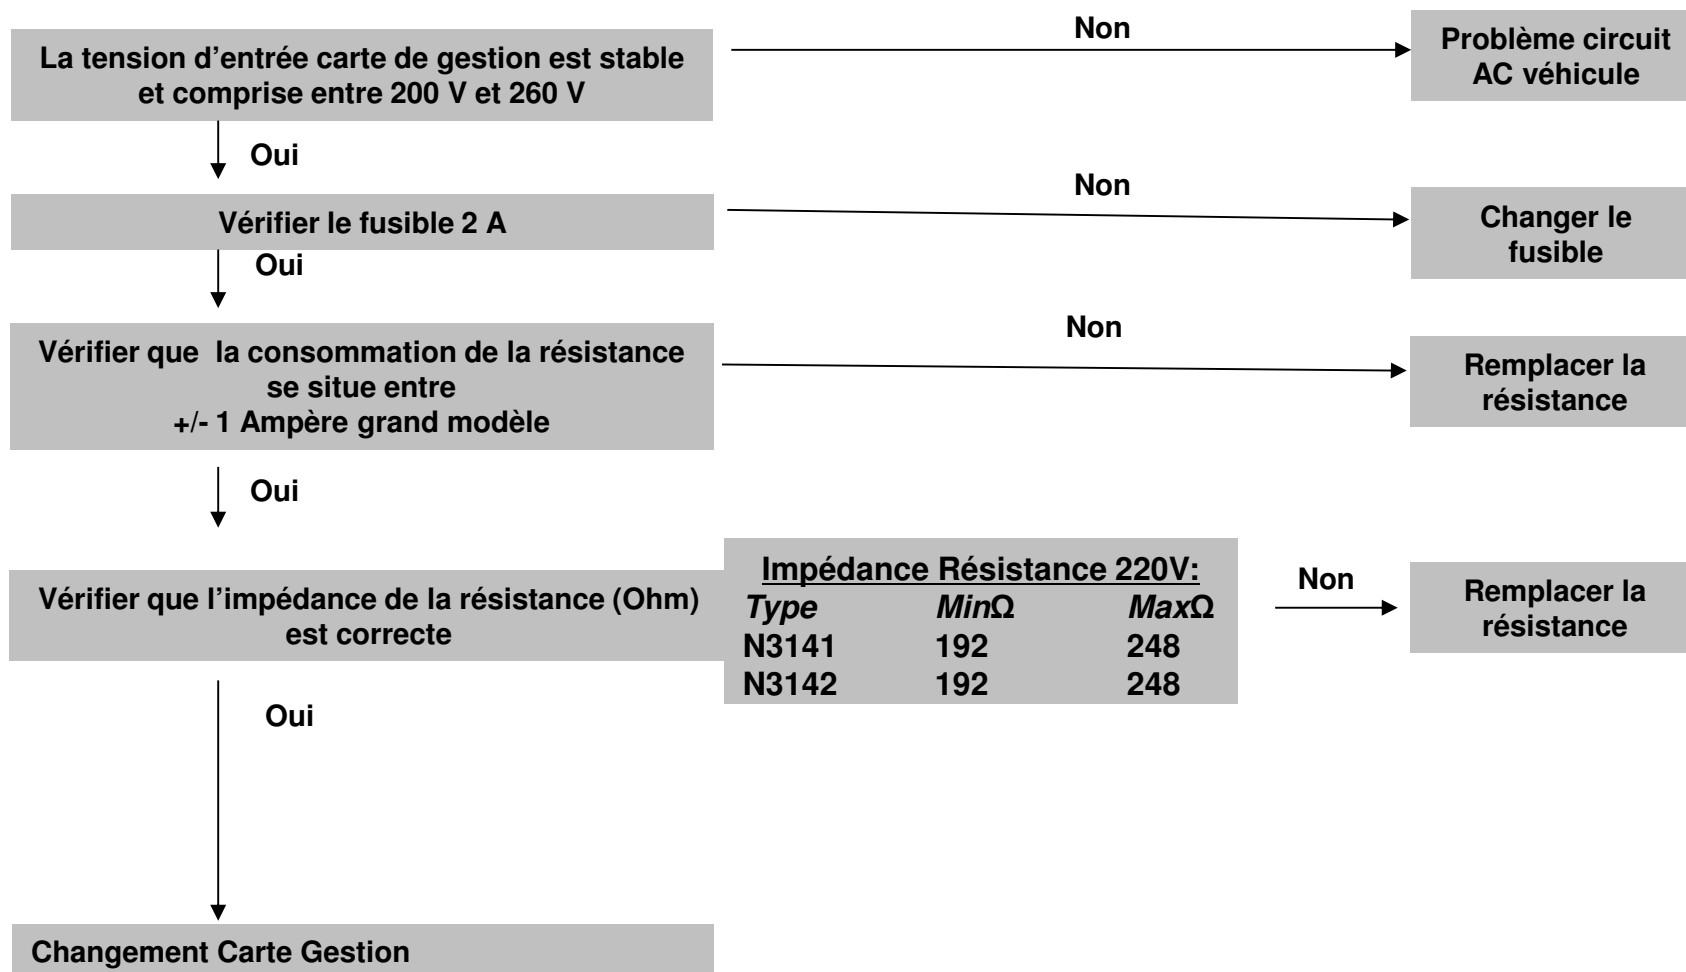 Non
La tension d'entrée carte de gestion est stable
et comprise entre 200 V et 260 V
Problème circuit
AC véhicule
Oui
Non
Vérifier le fusible 2 A
Changer le
fusible
Oui
Non
Vérifier que  la consommation de la résistance
se situe entre
+/- 1 Ampère grand modèle
Remplacer la
résistance
Oui
Vérifier que l'impédance de la résistance (Ohm)
est correcte
Impédance Résistance 220V:
Type MinΩ MaxΩ
N3141 192 248
N3142 192 248
Non
Remplacer la
résistance
Oui
Changement Carte Gestion